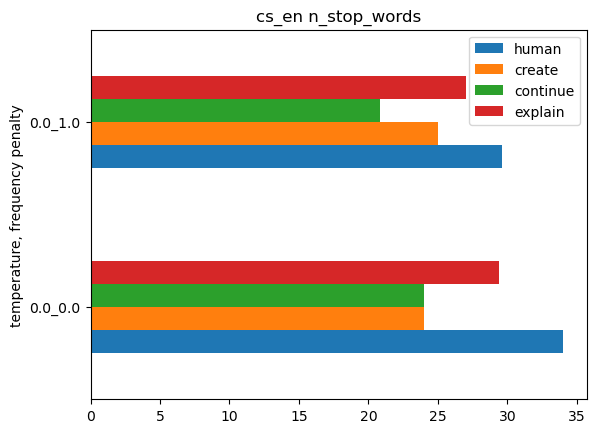 cs_en n_stop_words
human
create
continue
explain
temperature, frequency penalty
0.0_1.0
0.0_0.0
0 5 10 15 20 25 30 35